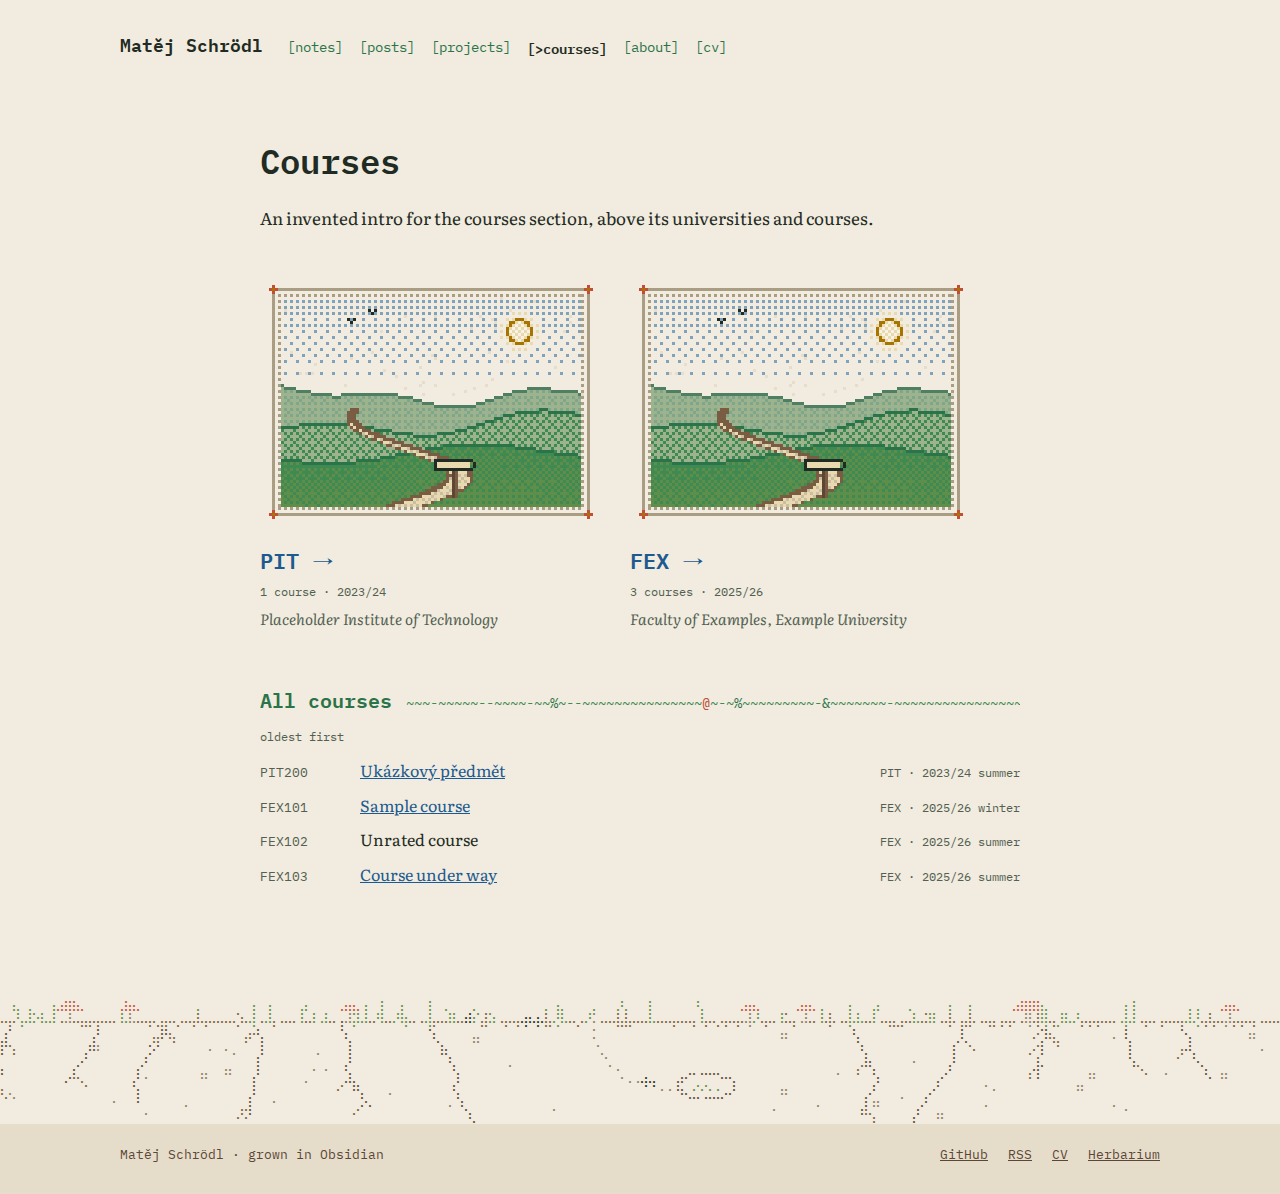 Matěj Schrödl [notes] [posts] [projects] [>courses] [about] [cv]
Courses
An invented intro for the courses section, above its universities and courses.
PIT → FEX →
1 course · 2023/24 3 courses · 2025/26
Placeholder Institute of Technology Faculty of Examples, Example University
All courses
oldest first
PIT200 Ukázkový předmět PIT · 2023/24 summer
FEX101 Sample course FEX · 2025/26 winter
FEX102 Unrated course FEX · 2025/26 summer
FEX103 Course under way FEX · 2025/26 summer
Matěj Schrödl · grown in Obsidian GitHub RSS CV Herbarium